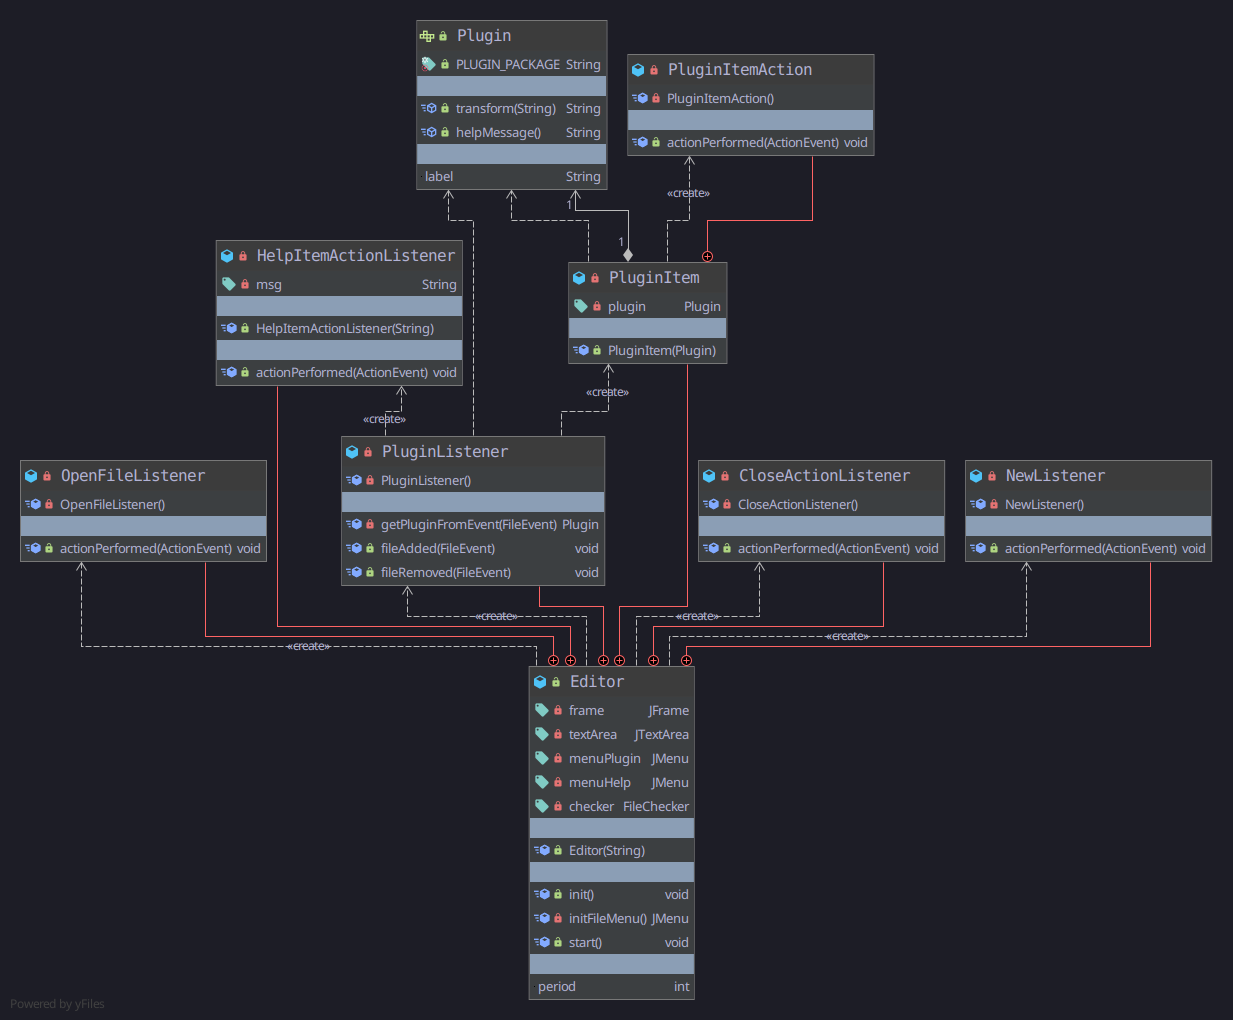 Plugin
PLUGIN_PACKAGE String
transform(String) String
helpMessage() String
label String
PluginItemAction
PluginItemAction()
actionPerformed(ActionEvent) void
«create»
1
1
HelpItemActionListener
msg String
HelpItemActionListener(String)
actionPerformed(ActionEvent) void
PluginItem
plugin Plugin
PluginItem(Plugin)
«create»
«create»
OpenFileListener
OpenFileListener()
actionPerformed(ActionEvent) void
PluginListener
PluginListener()
getPluginFromEvent(FileEvent) Plugin
fileAdded(FileEvent) void
fileRemoved(FileEvent) void
CloseActionListener
CloseActionListener()
actionPerformed(ActionEvent) void
NewListener
NewListener()
actionPerformed(ActionEvent) void
«create»
«create»
«create»
«create»
Editor
frame JFrame
textArea JTextArea
menuPlugin JMenu
menuHelp JMenu
checker FileChecker
Editor(String)
init() void
initFileMenu() JMenu
start() void
period int
Powered by yFiles